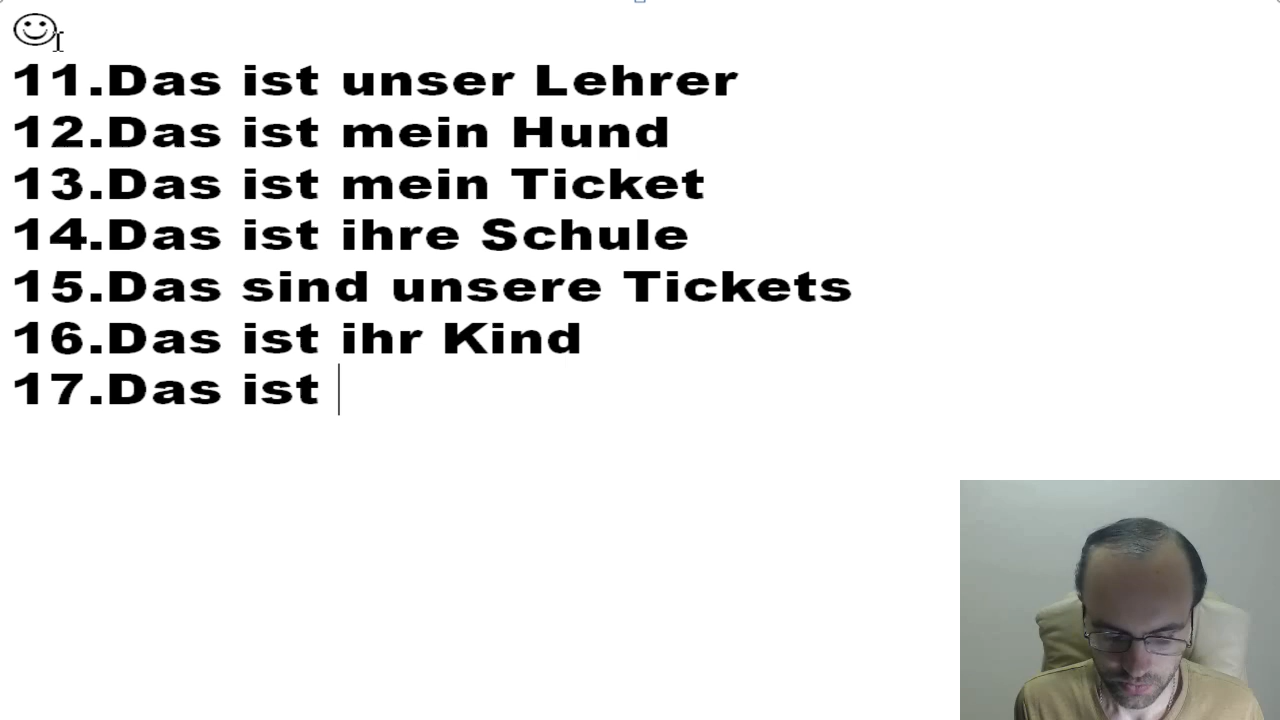 11.Das ist unser Lehrer
12.Das ist mein Hund
13.Das ist mein Ticket
14.Das ist ihre Schule
15.Das sind unsere Tickets
16.Das ist ihr Kind
17.Das ist